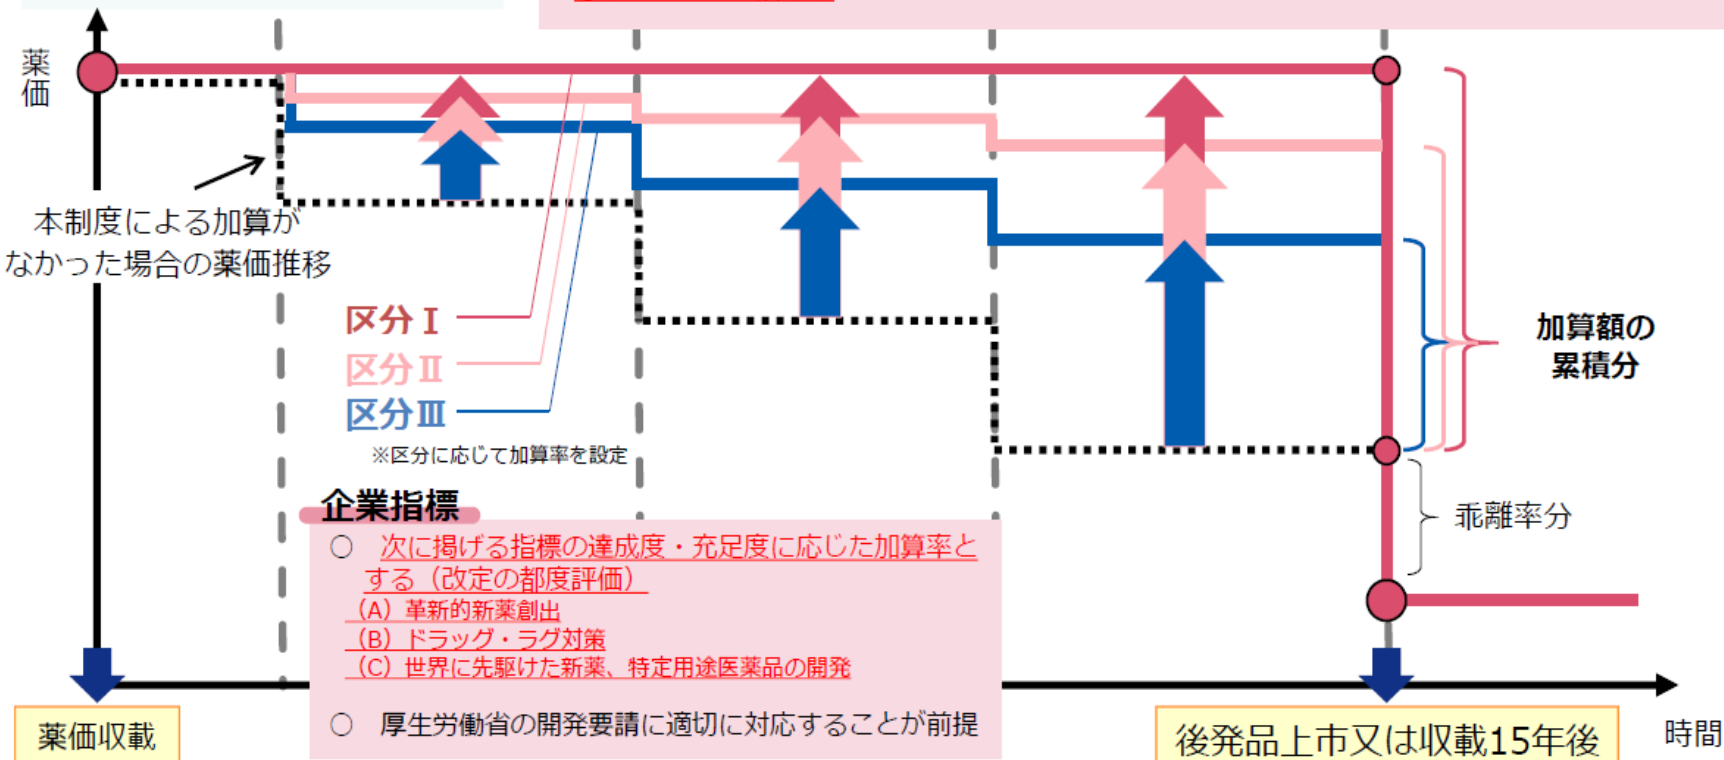 薬
価
本制度による加算が
なかった場合の薬価推移
区分Ⅰ
区分Ⅱ
区分Ⅲ
※区分に応じて加算率を設定
加算額の
累積分
乖離率分
企業指標
○ 次に掲げる指標の達成度・充足度に応じた加算率と
する（改定の都度評価）
（A）革新的新薬創出
（B）ドラッグ・ラグ対策
（C）世界に先駆けた新薬、特定用途医薬品の開発
○ 厚生労働省の開発要請に適切に対応することが前提
薬価収載
後発品上市又は収載15年後
時間